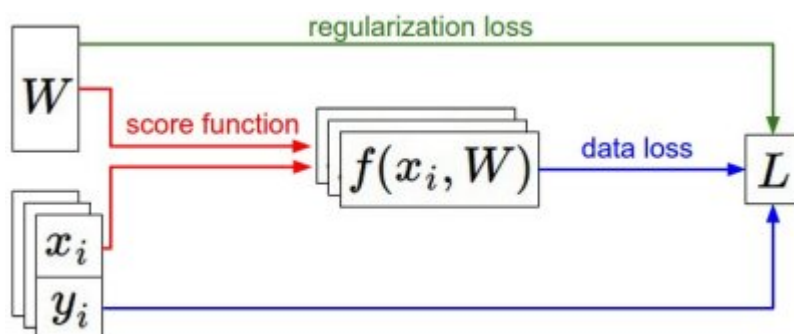 regularization loss
W
score function
f(x_i, W)
data loss
L
x_i
y_i